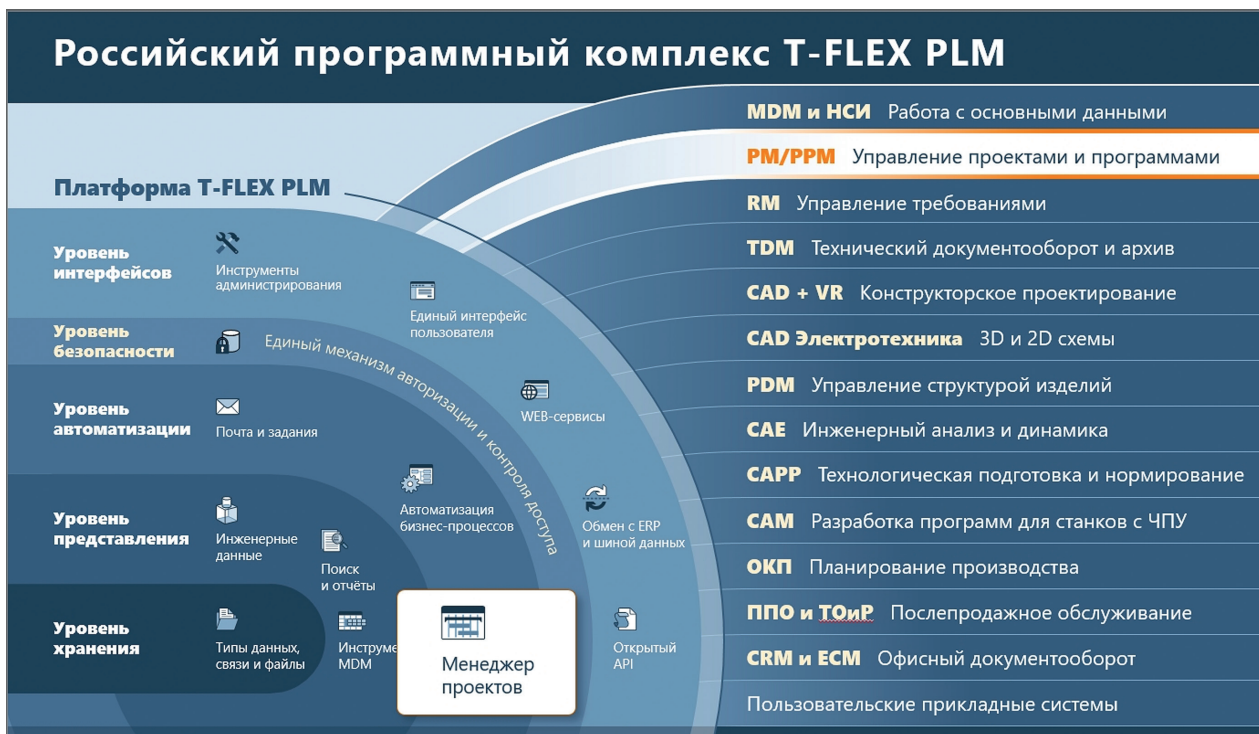 Российский программный комплекс T-FLEX PLM
Платформа T-FLEX PLM
Уровень
интерфейсов
Инструменты
администрирования
Единый интерфейс
пользователя
WEB-сервисы
Обмен с ERP
и шиной данных
Открытый
API
Уровень
безопасности
Единый механизм авторизации и контроля доступа
Уровень
автоматизации
Почта и задания
Автоматизация
бизнес-процессов
Уровень
представления
Инженерные
данные
Поиск
и отчёты
MDM
Менеджер
проектов
Уровень
хранения
Типы данных,
связи и файлы
MDM и НСИ Работа с основными данными
PM/PPM Управление проектами и программами
RM Управление требованиями
TDM Технический документооборот и архив
CAD + VR Конструкторское проектирование
CAD Электротехника 3D и 2D схемы
PDM Управление структурой изделий
CAE Инженерный анализ и динамика
CAPP Технологическая подготовка и нормирование
CAM Разработка программ для станков с ЧПУ
ОКП Планирование производства
ППО и ТОиР Послепродажное обслуживание
CRM и ECM Офисный документооборот
Пользовательские прикладные системы